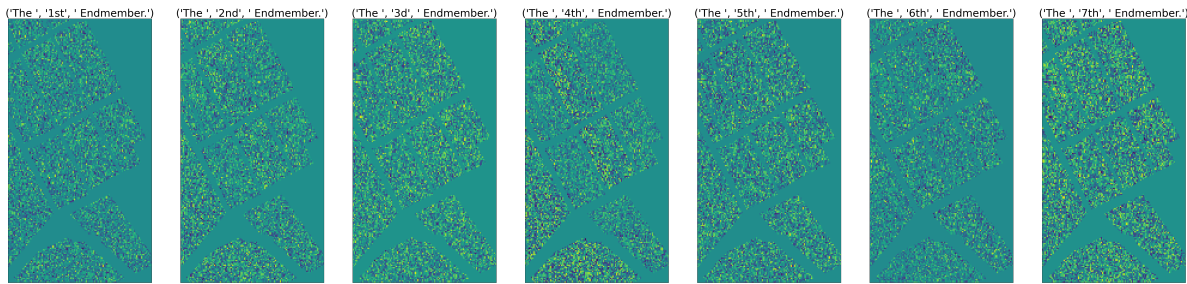 ('The ', '1st', ' Endmember.')
('The ', '2nd', ' Endmember.')
('The ', '3d', ' Endmember.')
('The ', '4th', ' Endmember.')
('The ', '5th', ' Endmember.')
('The ', '6th', ' Endmember.')
('The ', '7th', ' Endmember.')